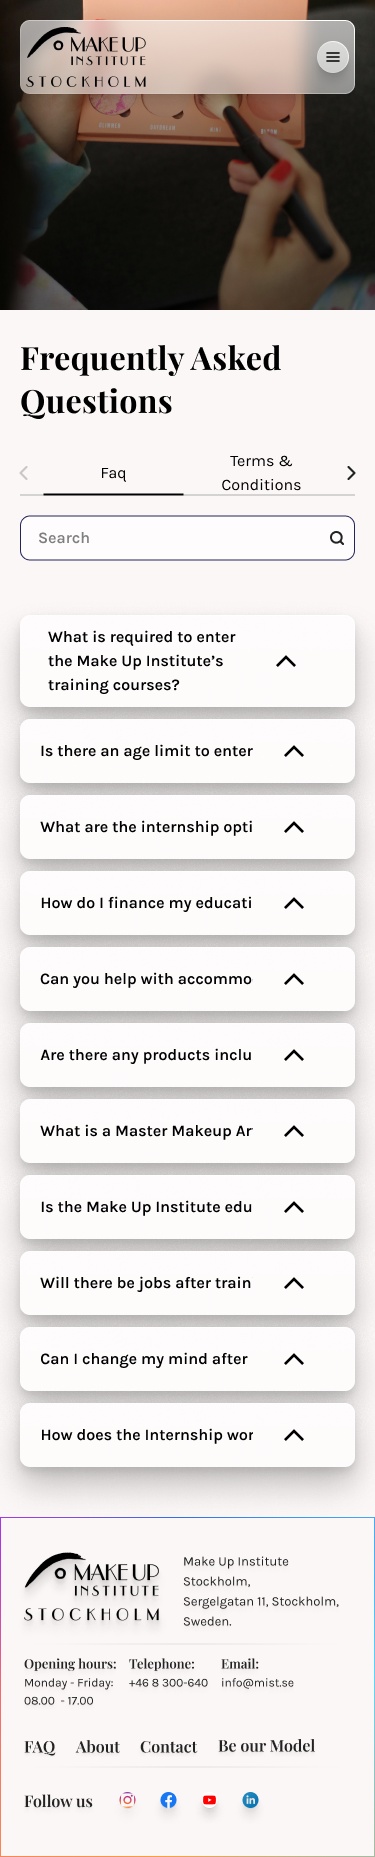 MAKEUP
INSTITUTE
STOCKHOLM
Frequently Asked
Questions
Faq
Terms &
Conditions
Search
What is required to enter
the Make Up Institute’s
training courses?
Is there an age limit to enter
What are the internship opti
How do I finance my educati
Can you help with accommo
Are there any products inclu
What is a Master Makeup Ar
Is the Make Up Institute edu
Will there be jobs after train
Can I change my mind after
How does the Internship wor
MAKEUP
INSTITUTE
STOCKHOLM
Make Up Institute
Stockholm,
Sergelgatan 11, Stockholm,
Sweden.
Opening hours: Telephone: Email:
Monday - Friday: +46 8 300-640 info@mist.se
08.00 - 17.00
FAQ About Contact Be our Model
Follow us